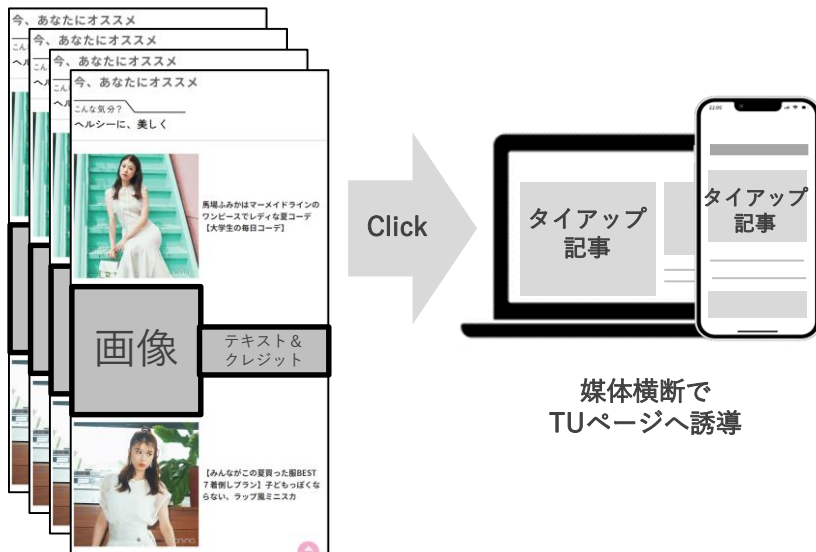 今、あなたにオススメ
今、あなたにオススメ
今、あなたにオススメ
今、あなたにオススメ
こんな気分？
ヘルシーに、美しく
馬場ふみかはマーメイドラインの
ワンピースでレディな夏コーデ
【大学生の毎日コーデ】
画像
テキスト＆
クレジット
【みんながこの夏買った服BEST
７着倒しプラン】子どもっぽくな
らない、ラップ風ミニスカ
Click
タイアップ
記事
タイアップ
記事
媒体横断で
TUページへ誘導